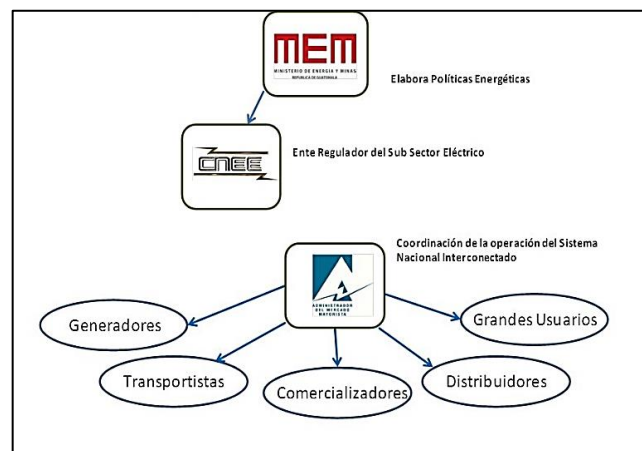 MEM
MINISTERIO DE ENERGIA Y MINAS
REPUBLICA DE GUATEMALA
Elabora Políticas Energéticas
CNEE
Ente Regulador del Sub Sector Eléctrico
Coordinación de la operación del Sistema
Nacional Interconectado
ADMINISTRADOR
DEL MERCADO
MAYORISTA
Generadores
Grandes Usuarios
Transportistas
Comercializadores
Distribuidores